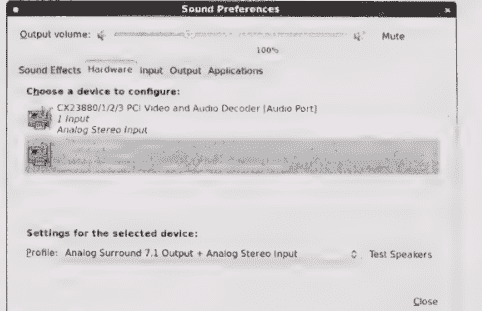 Sound Preferences
Output volume: Mute
100%
Sound Effects Hardware Input Output Applications
Choose a device to configure:
CX23880/1/2/3 PCI Video and Audio Decoder [Audio Port]
1 Input
Analog Stereo Input
Settings for the selected device:
Profile: Analog Surround 7.1 Output + Analog Stereo Input Test Speakers
Close